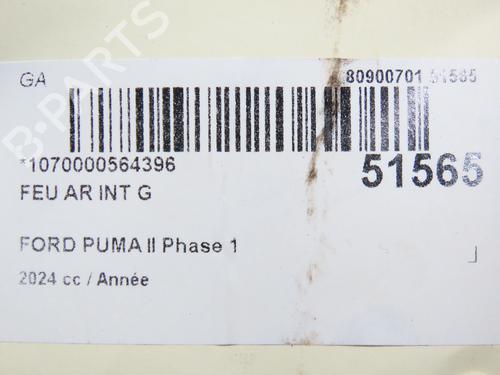 GA
80900701 51565
*1070000564396
51565
FEU AR INT G
FORD PUMA II Phase 1
2024 cc / Année
B-PARTS